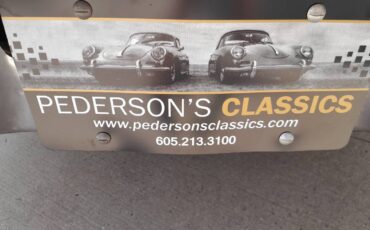 PEDERSON'S CLASSICS
www.pedersonsclassics.com
605.213.3100